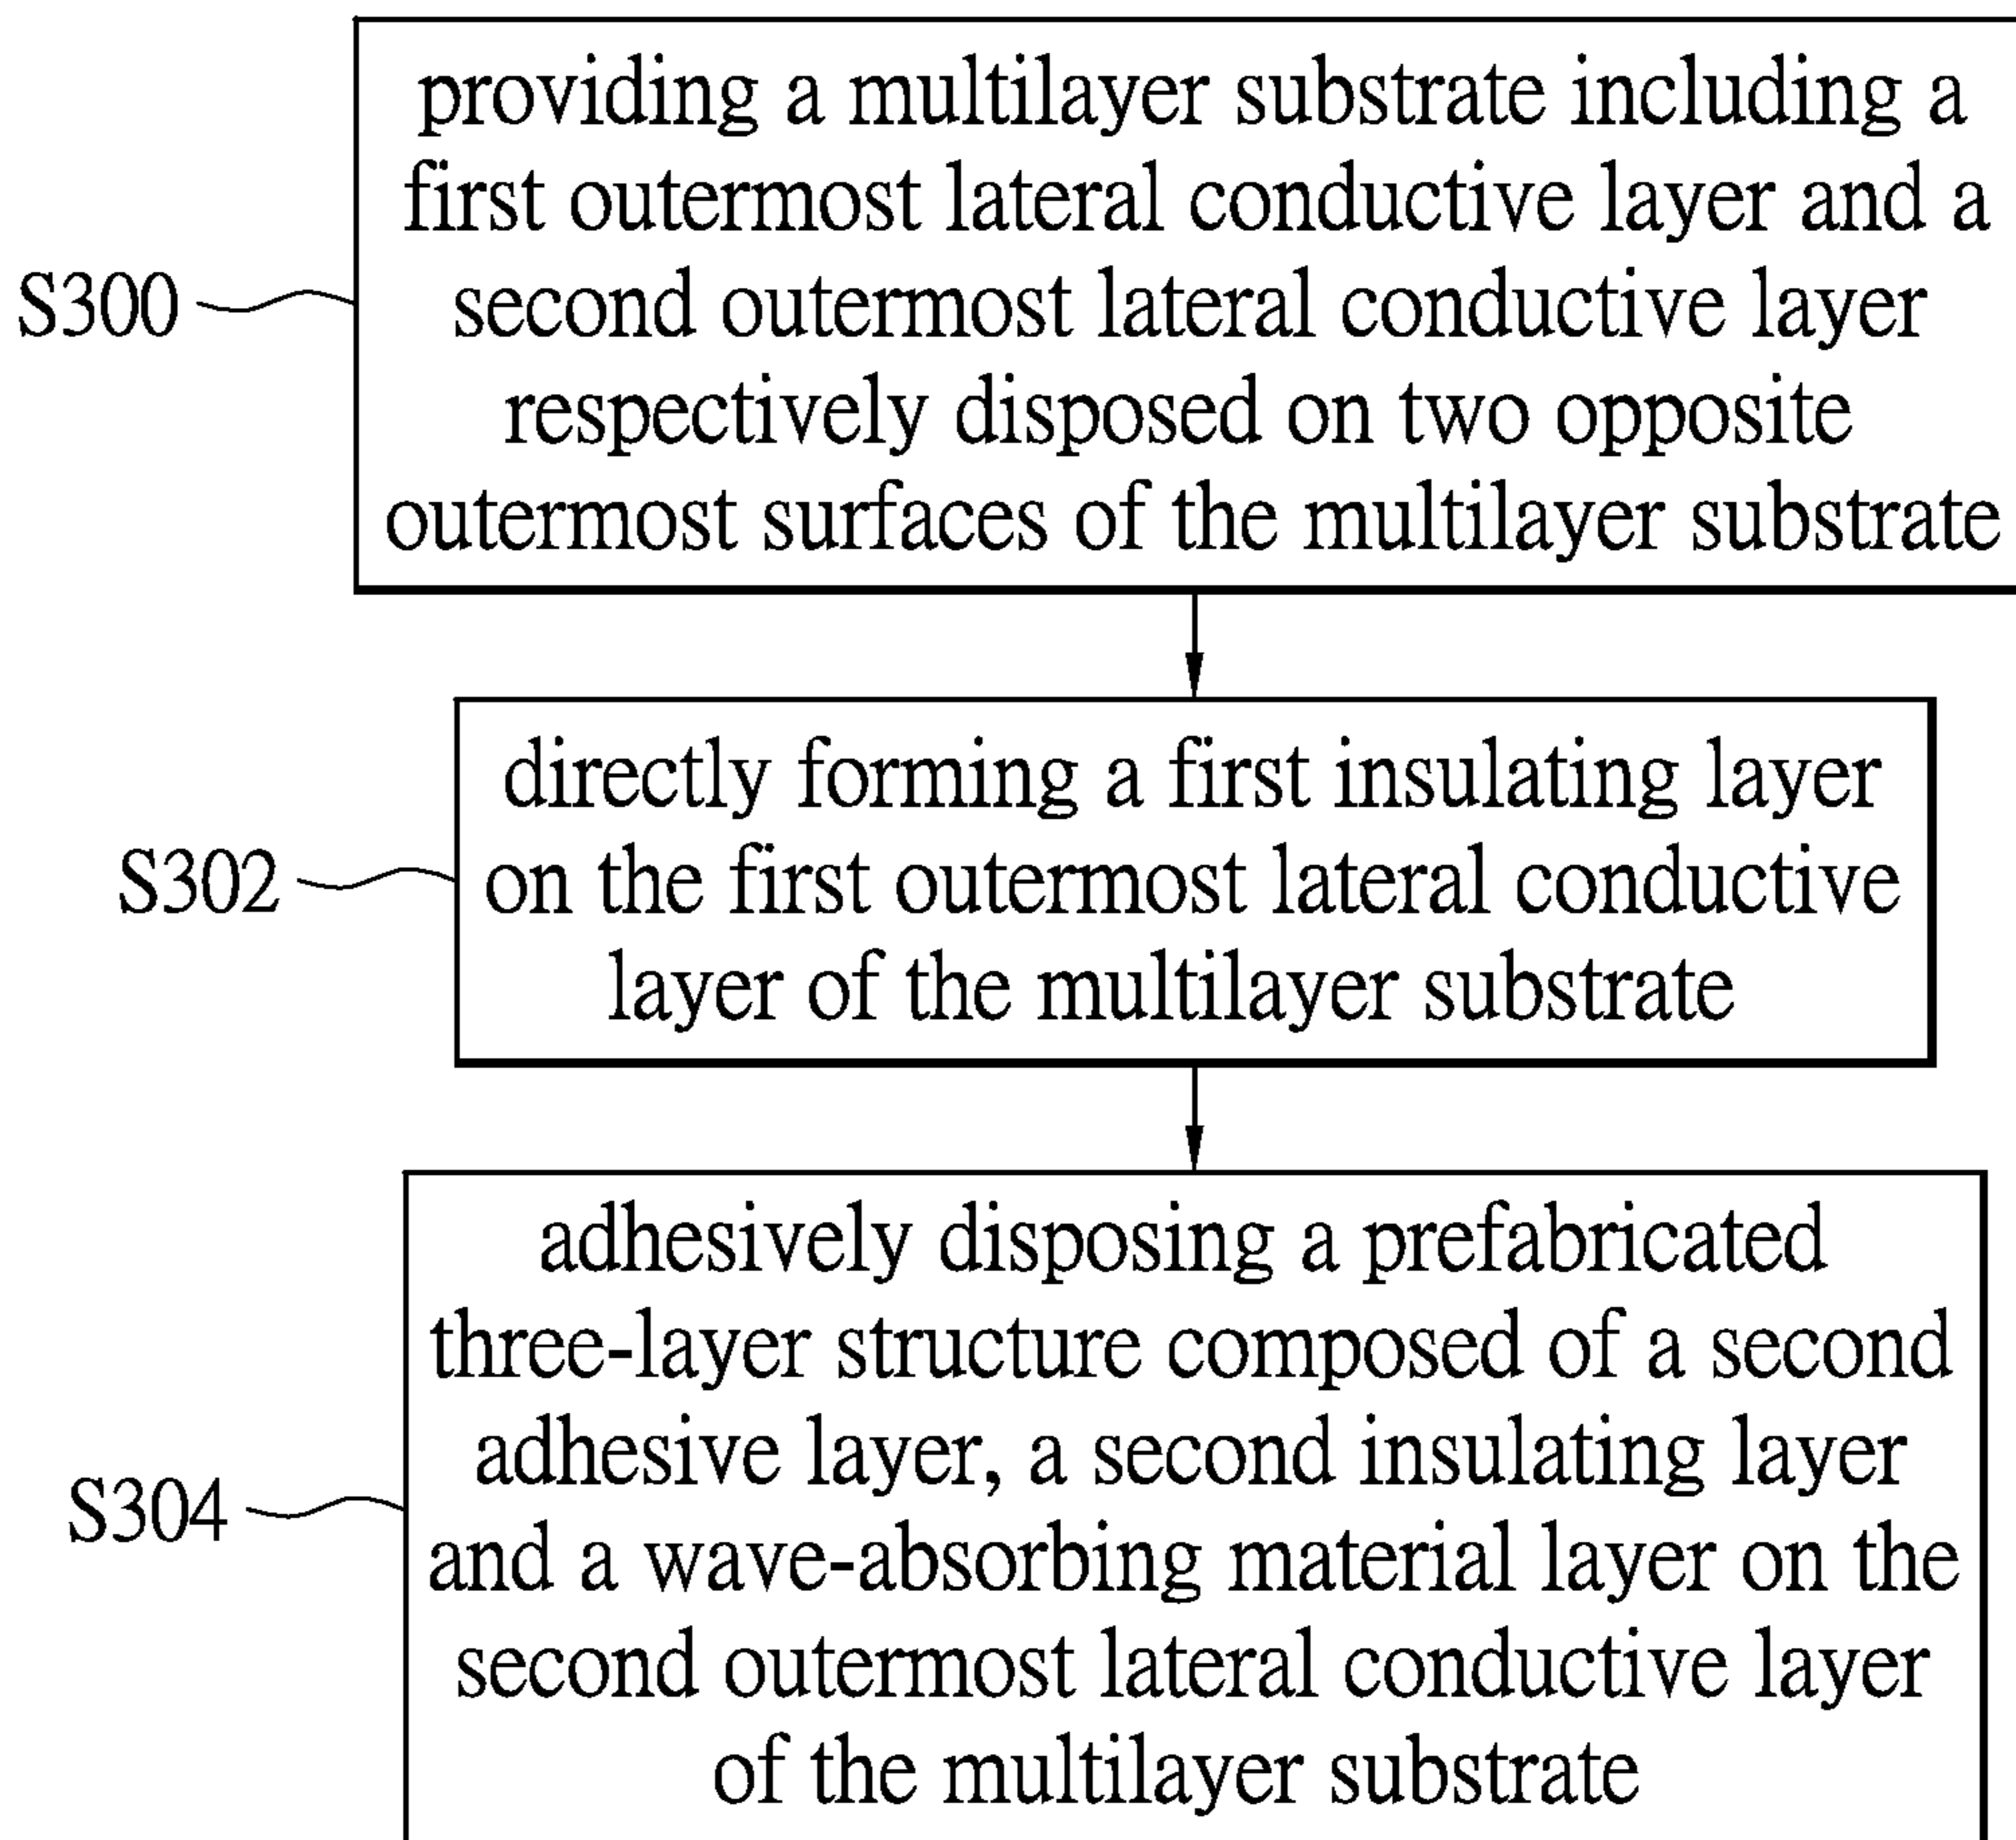 providing a multilayer substrate including a
first outermost lateral conductive layer and a
second outermost lateral conductive layer
respectively disposed on two opposite
outermost surfaces of the multilayer substrate
S300
directly forming a first insulating layer
on the first outermost lateral conductive
layer of the multilayer substrate
S302
adhesively disposing a prefabricated
three-layer structure composed of a second
adhesive layer, a second insulating layer
and a wave-absorbing material layer on the
second outermost lateral conductive layer
of the multilayer substrate
S304